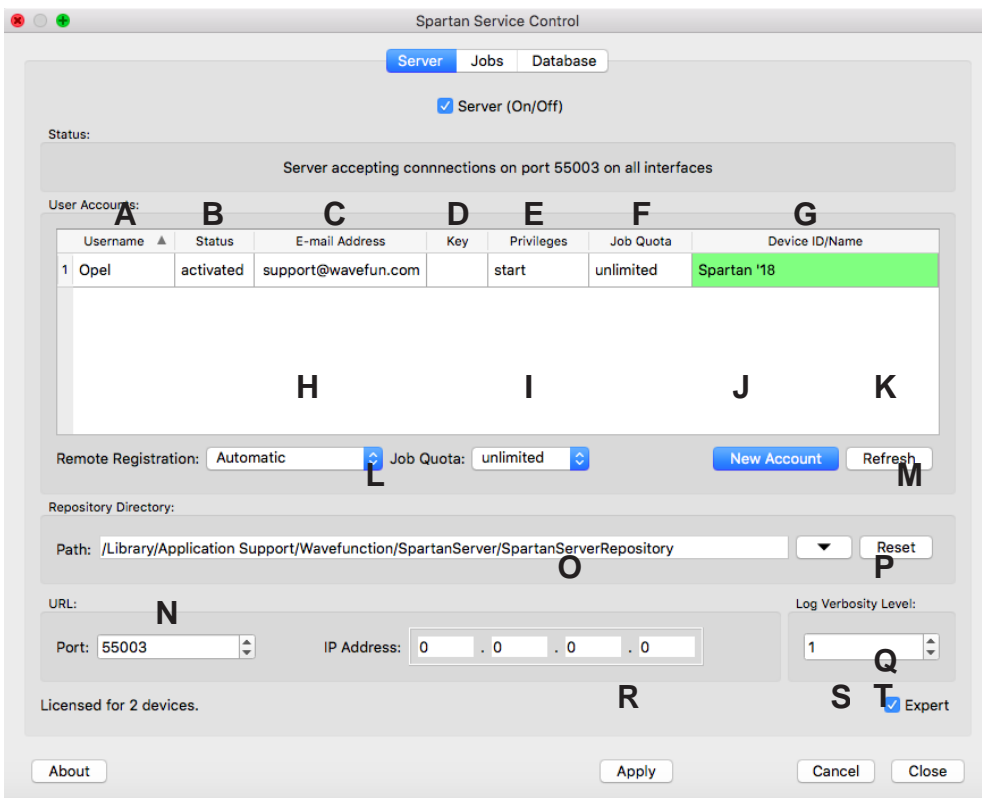 Spartan Service Control
Server Jobs Database
Server (On/Off)
Status:
Server accepting connnections on port 55003 on all interfaces
User Accounts:
A B C D E F G
Username Status E-mail Address Key Privileges Job Quota Device ID/Name
1 Opel activated support@wavefun.com start unlimited Spartan '18
H I J K
Remote Registration: Automatic Job Quota: unlimited New Account Refresh
L M
Repository Directory:
Path: /Library/Application Support/Wavefunction/SpartanServer/SpartanServerRepository Reset
O P
URL: Log Verbosity Level:
N
Port: 55003 IP Address: 0 . 0 . 0 . 0 1
Q
R S T
Licensed for 2 devices. Expert
About Apply Cancel Close